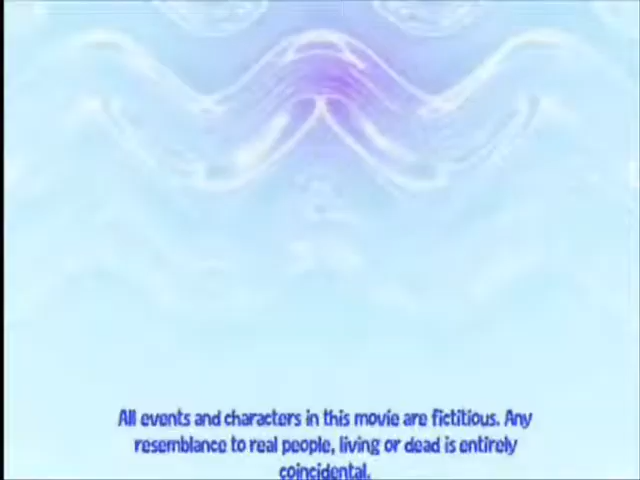 All events and characters in this movie are fictitious. Any
resemblance to real people, living or dead is entirely
coincidental.